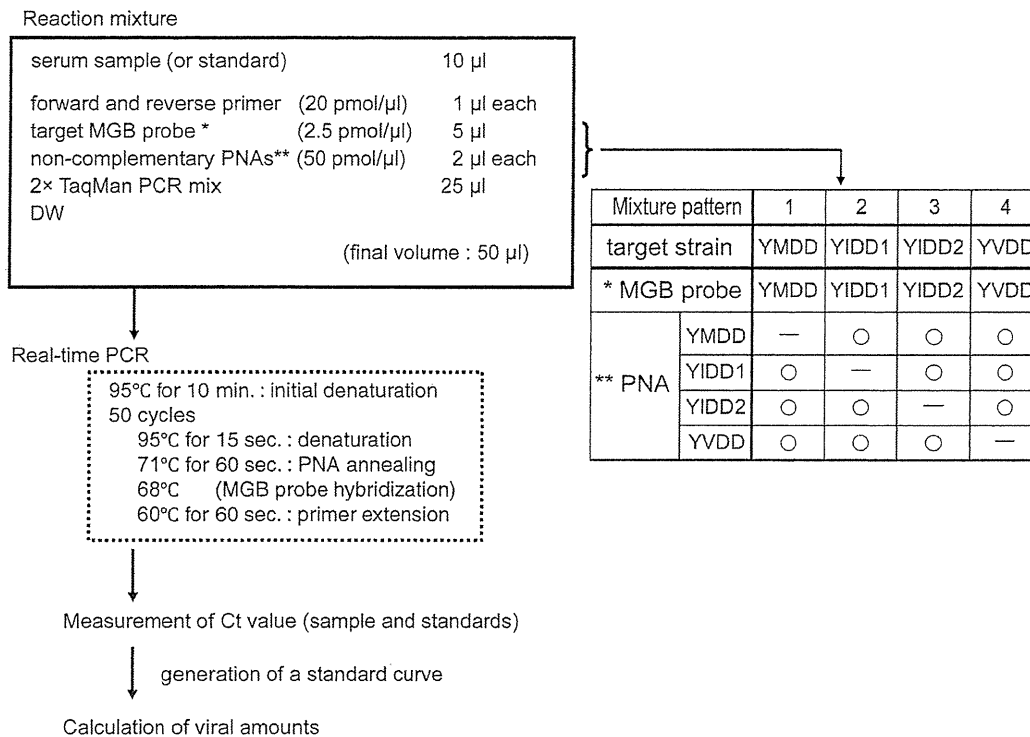 Reaction mixture
serum sample (or standard) 10 µl
forward and reverse primer (20 pmol/µl) 1 µl each
target MGB probe * (2.5 pmol/µl) 5 µl
non-complementary PNAs** (50 pmol/µl) 2 µl each
2× TaqMan PCR mix 25 µl
DW
(final volume : 50 µl)
Mixture pattern 1 2 3 4
target strain YMDD YIDD1 YIDD2 YVDD
* MGB probe YMDD YIDD1 YIDD2 YVDD
** PNA
YMDD — ○ ○ ○
YIDD1 ○ — ○ ○
YIDD2 ○ ○ — ○
YVDD ○ ○ ○ —
Real-time PCR
95℃ for 10 min. : initial denaturation
50 cycles
95℃ for 15 sec. : denaturation
71℃ for 60 sec. : PNA annealing
68℃ (MGB probe hybridization)
60℃ for 60 sec. : primer extension
Measurement of Ct value (sample and standards)
generation of a standard curve
Calculation of viral amounts